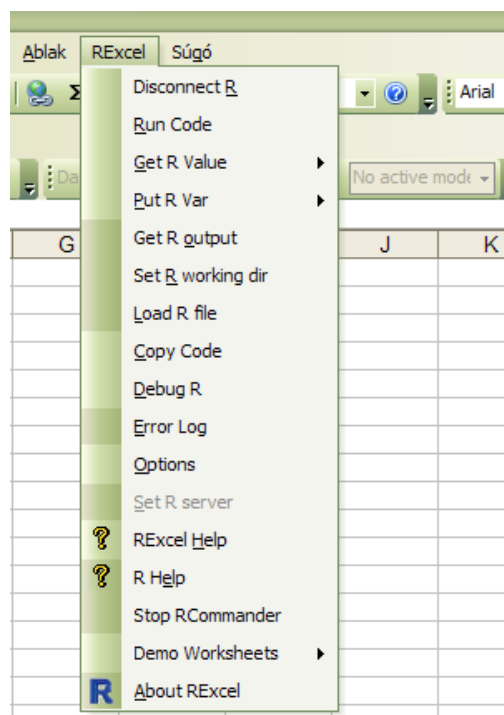 Ablak RExcel Súgó
Σ Arial
Da No active mode
G J K
Disconnect R
Run Code
Get R Value
Put R Var
Get R output
Set R working dir
Load R file
Copy Code
Debug R
Error Log
Options
Set R server
RExcel Help
R Help
Stop RCommander
Demo Worksheets
R About RExcel